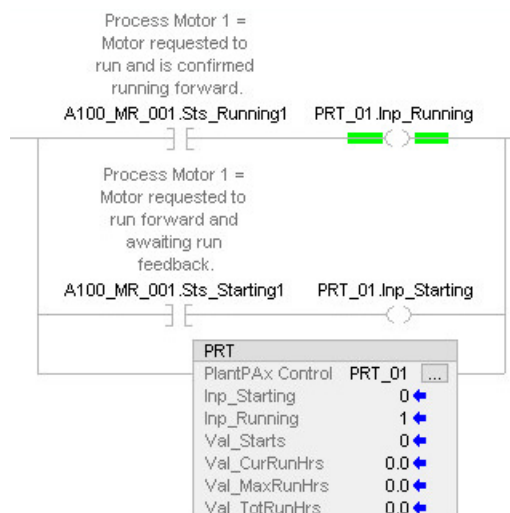 Process Motor 1 =
Motor requested to
run and is confirmed
running forward.
A100_MR_001.Sts_Running1 PRT_01.Inp_Running
Process Motor 1 =
Motor requested to
run forward and
awaiting run
feedback.
A100_MR_001.Sts_Starting1 PRT_01.Inp_Starting
PRT
PlantPAx Control PRT_01 ...
Inp_Starting 0
Inp_Running 1
Val_Starts 0
Val_CurRunHrs 0.0
Val_MaxRunHrs 0.0
Val_TotRunHrs 0.0